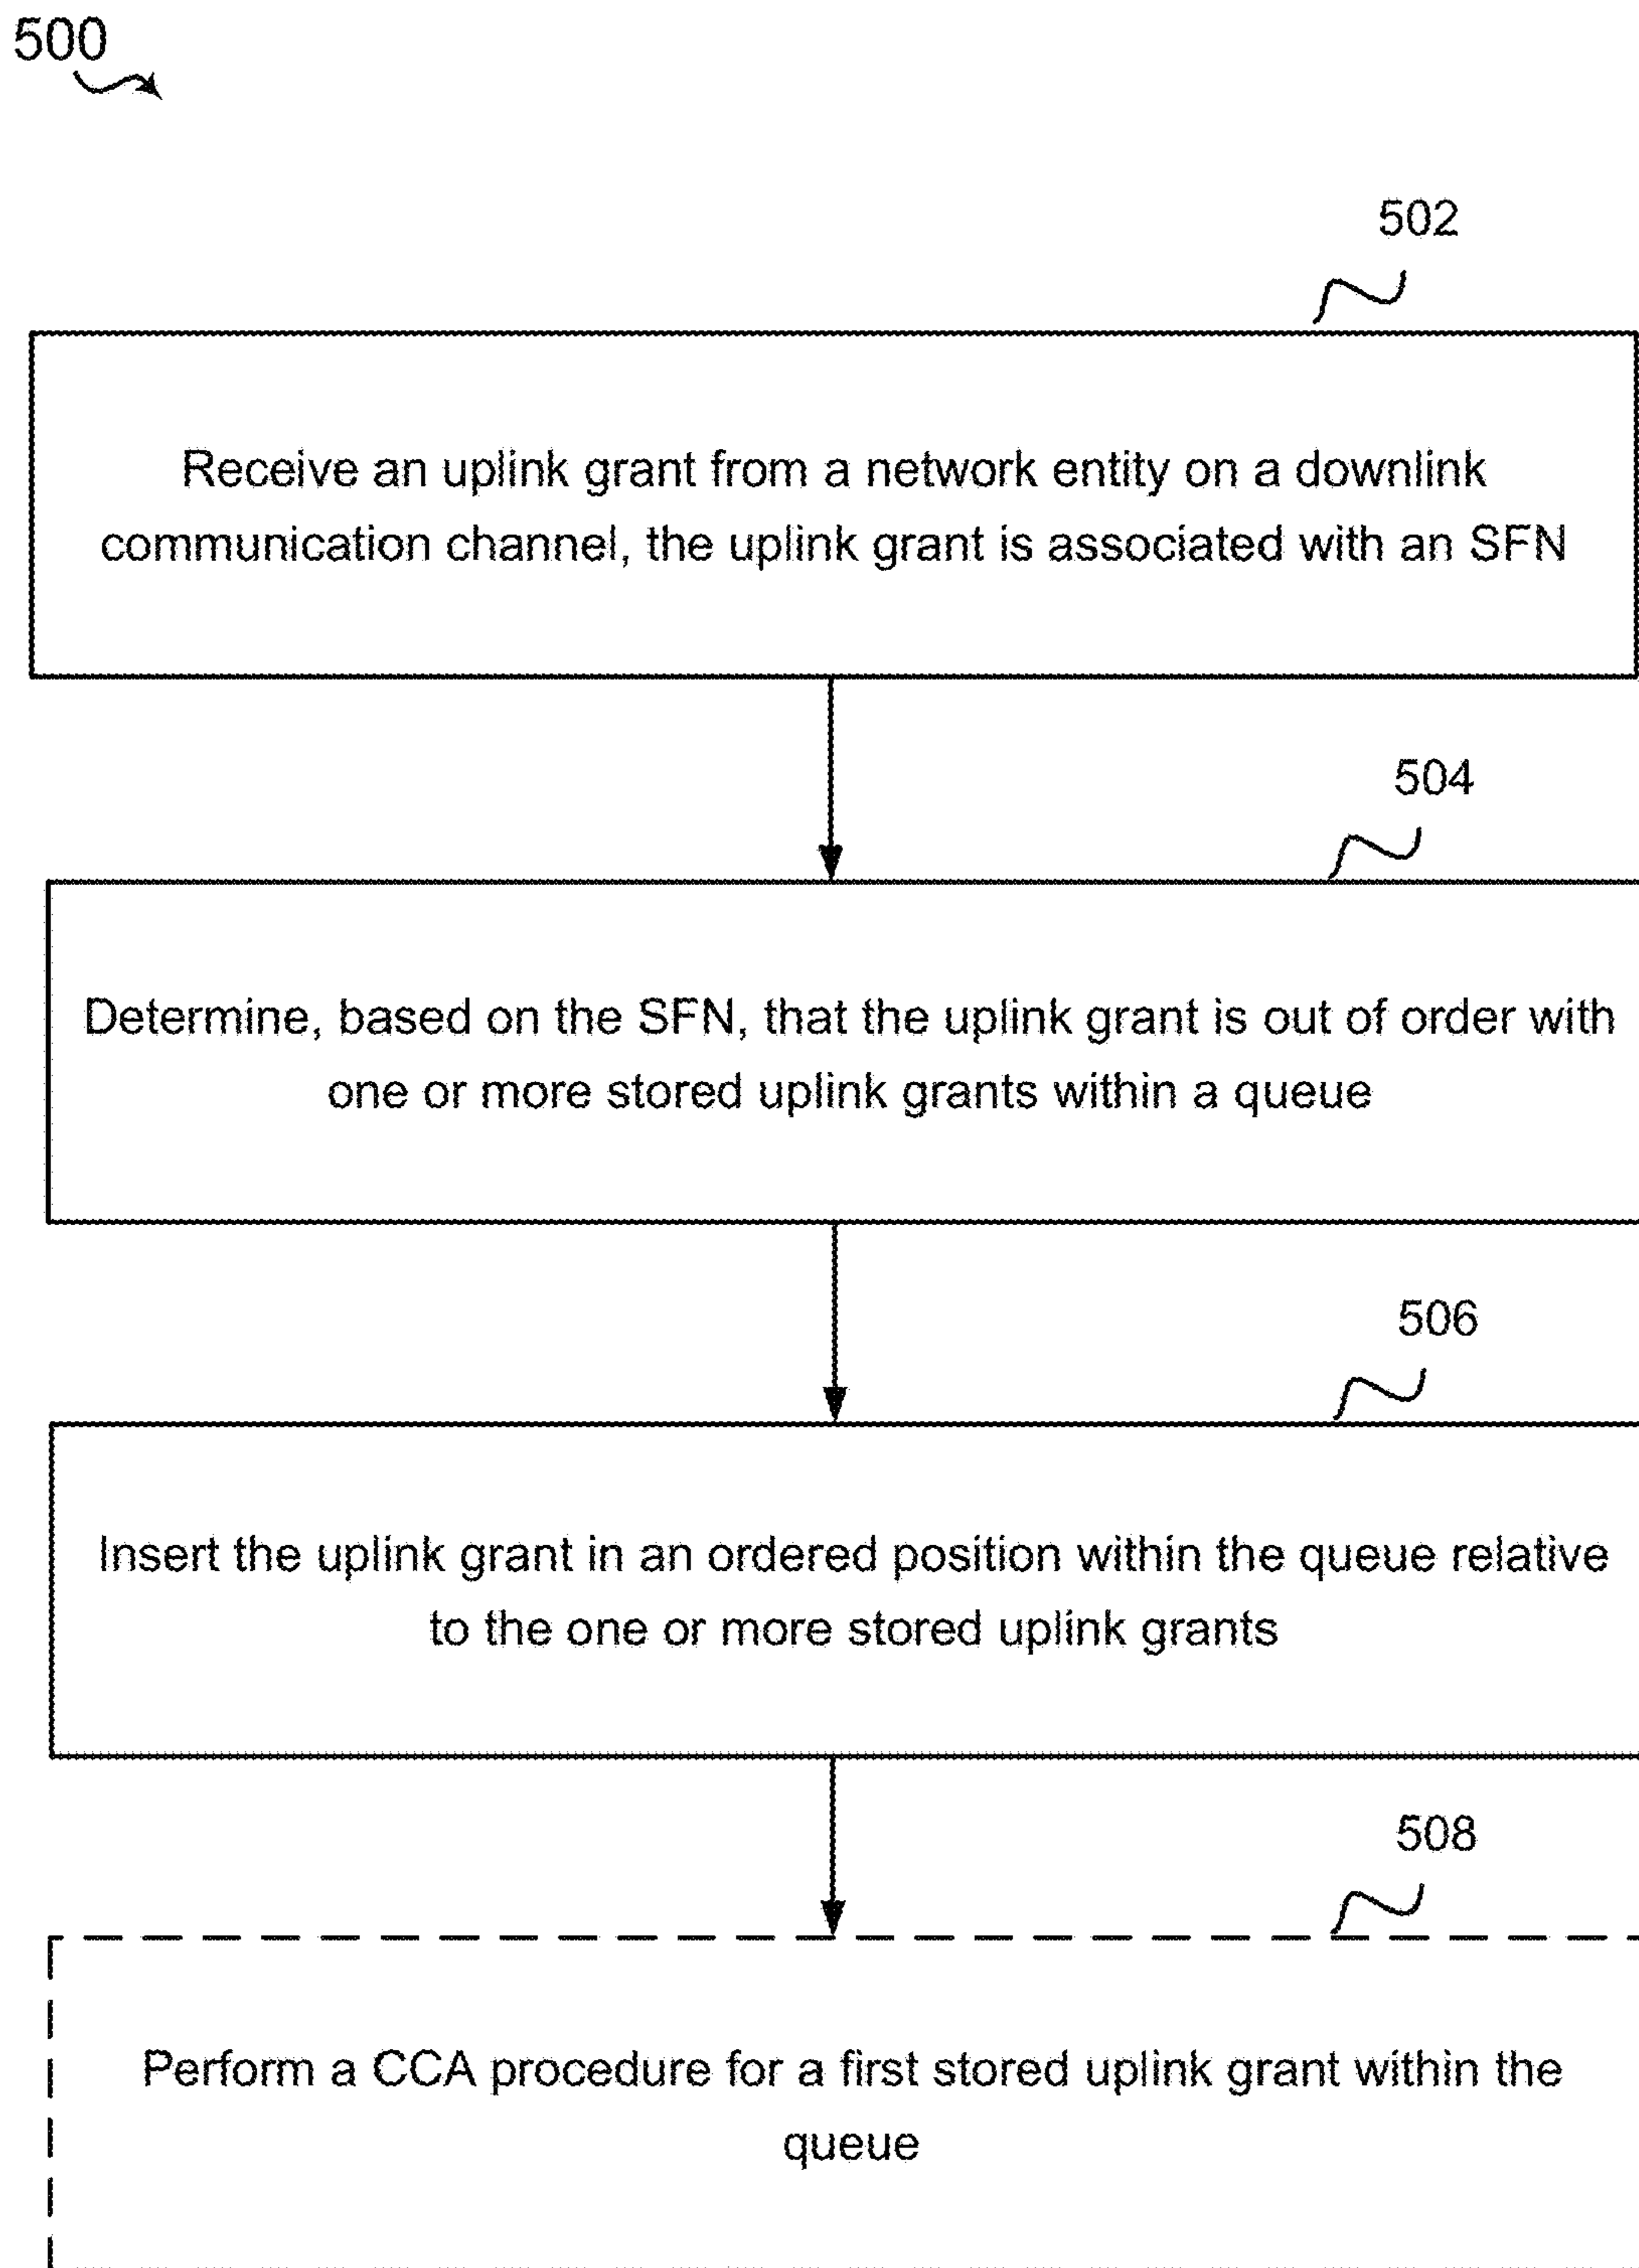 500
502
Receive an uplink grant from a network entity on a downlink
communication channel, the uplink grant is associated with an SFN
504
Determine, based on the SFN, that the uplink grant is out of order with
one or more stored uplink grants within a queue
506
Insert the uplink grant in an ordered position within the queue relative
to the one or more stored uplink grants
508
Perform a CCA procedure for a first stored uplink grant within the
queue